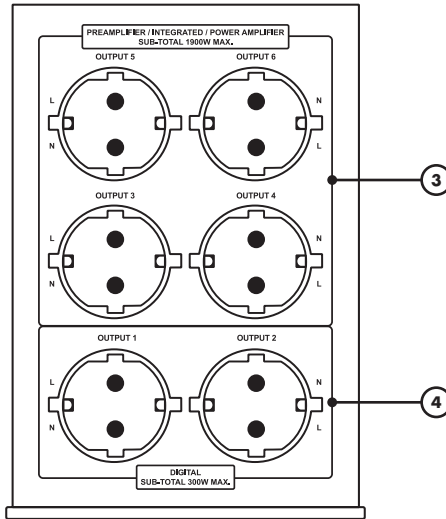 PREAMPLIFIER / INTEGRATED / POWER AMPLIFIER
SUB-TOTAL 1900W MAX.
OUTPUT 5 OUTPUT 6
L N
N L
3
OUTPUT 3 OUTPUT 4
L N
N L
OUTPUT 1 OUTPUT 2
L N
4
N L
DIGITAL
SUB-TOTAL 300W MAX.